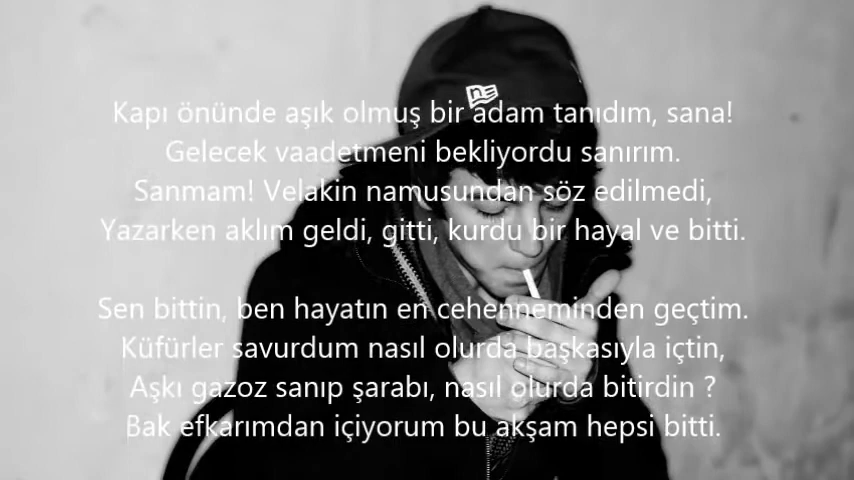 Kapı önünde aşık olmuş bir adam tanıdım, sana!
Gelecek vaadetmeni bekliyordu sanırım.
Sanmam! Velakin namusundan söz edilmedi,
Yazarken aklım geldi, gitti, kurdu bir hayal ve bitti.
Sen bittin, ben hayatın en cehenneminden geçtim.
Küfürler savurdum nasıl olurda başkasıyla içtin,
Aşkı gazoz sanıp şarabı, nasıl olurda bitirdin ?
Bak efkarımdan içiyorum bu akşam hepsi bitti.